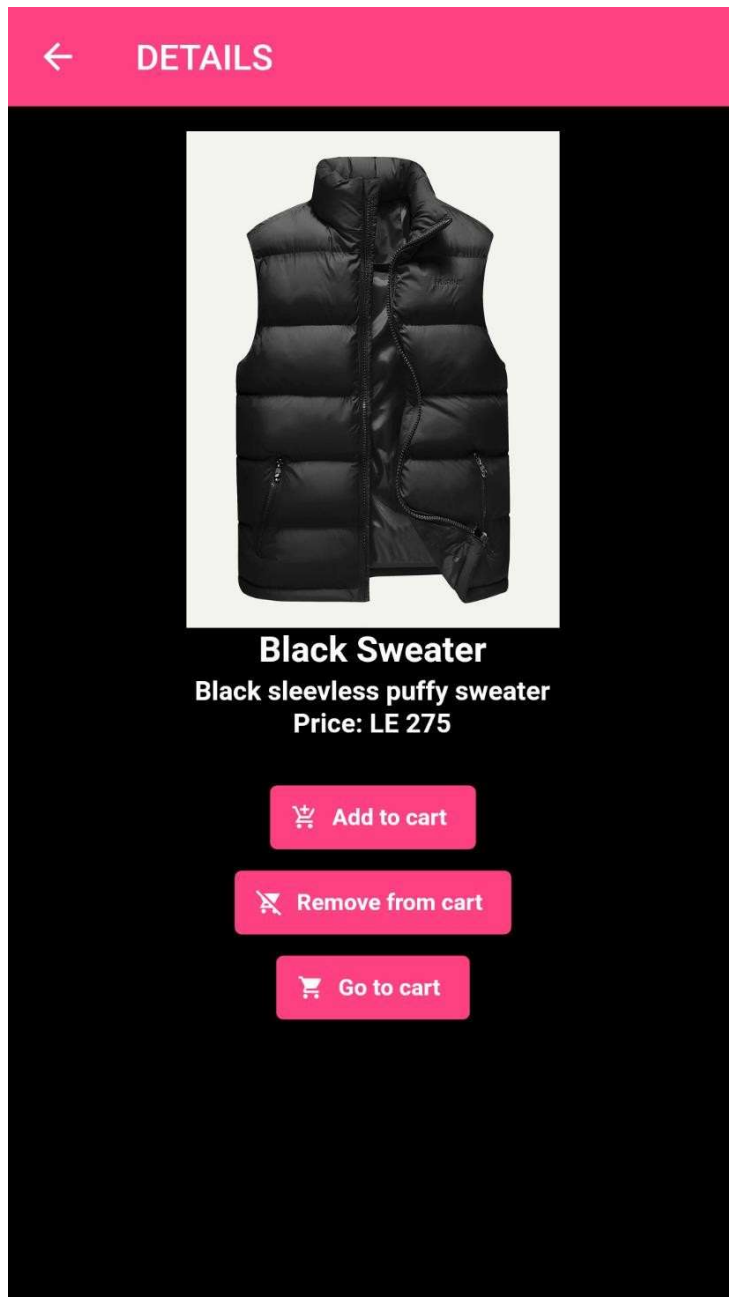 DETAILS
Black Sweater
Black sleevless puffy sweater
Price: LE 275
Add to cart
Remove from cart
Go to cart